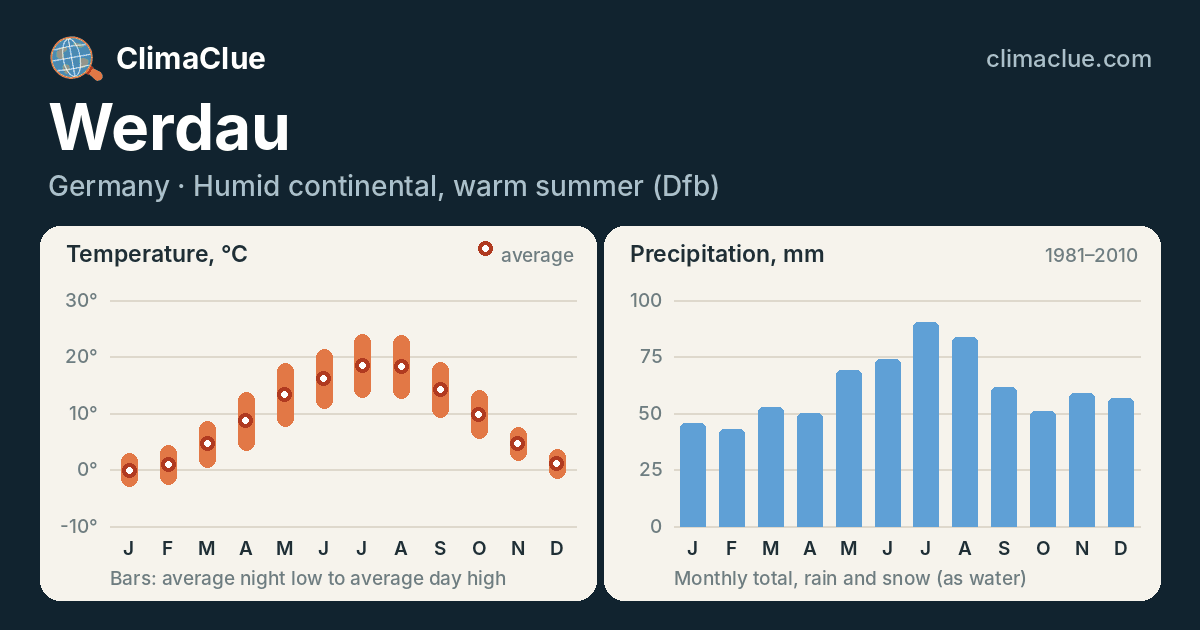 ClimaClue
climaclue.com
Werdau
Germany · Humid continental, warm summer (Dfb)
Temperature, °C
average
30°
20°
10°
0°
-10°
J F M A M J J A S O N D
Bars: average night low to average day high
Precipitation, mm
1981–2010
100
75
50
25
0
J F M A M J J A S O N D
Monthly total, rain and snow (as water)